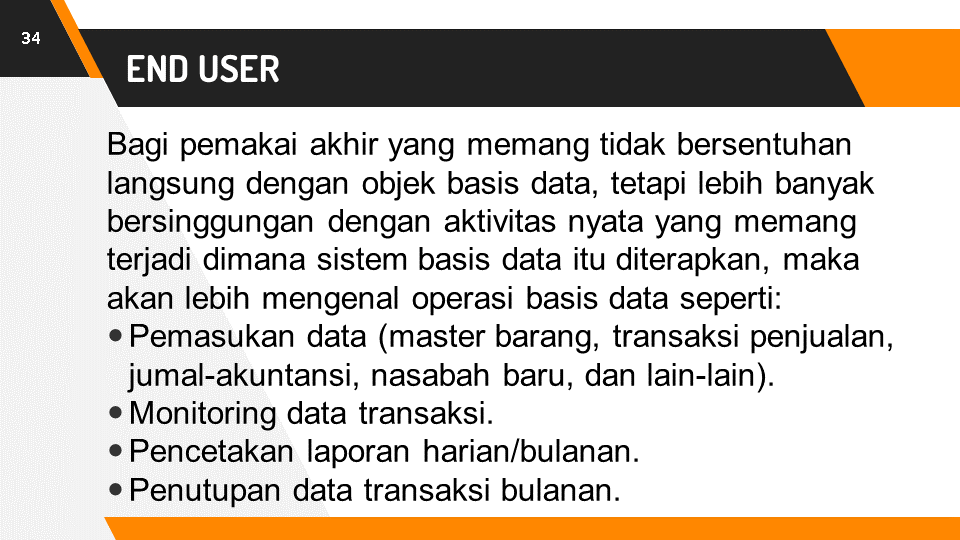 34
END USER
Bagi pemakai akhir yang memang tidak bersentuhan
langsung dengan objek basis data, tetapi lebih banyak
bersinggungan dengan aktivitas nyata yang memang
terjadi dimana sistem basis data itu diterapkan, maka
akan lebih mengenal operasi basis data seperti:
● Pemasukan data (master barang, transaksi penjualan,
jumal-akuntansi, nasabah baru, dan lain-lain).
● Monitoring data transaksi.
● Pencetakan laporan harian/bulanan.
● Penutupan data transaksi bulanan.